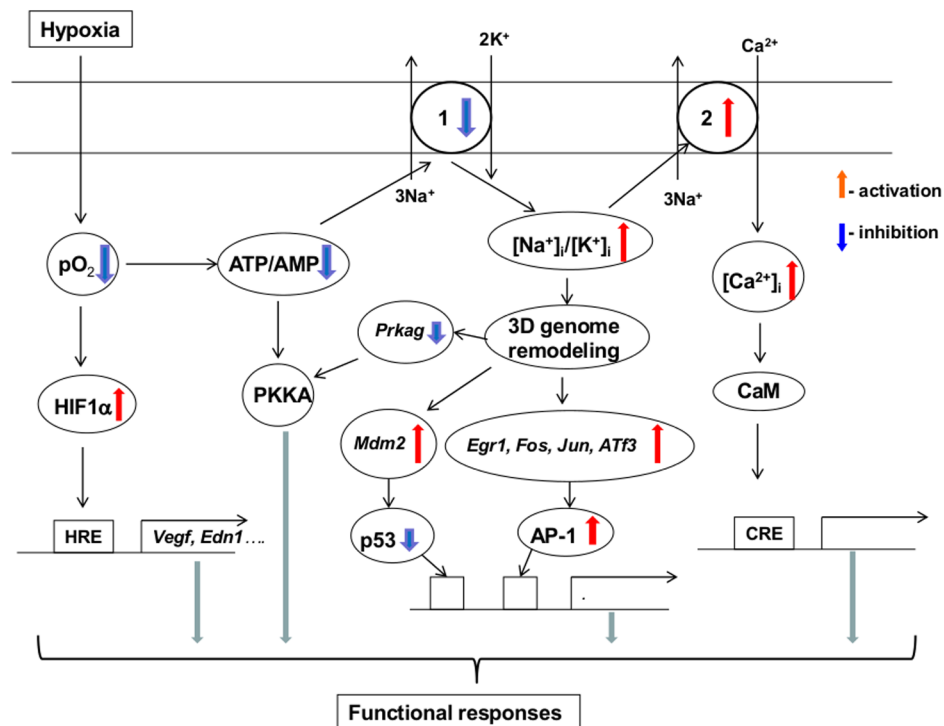 Hypoxia
2K⁺
Ca²⁺
1
2
3Na⁺
3Na⁺
- activation
- inhibition
pO₂
ATP/AMP
[Na⁺]ᵢ/[K⁺]ᵢ
[Ca²⁺]ᵢ
Prkag
3D genome
remodeling
HIF1α
PKKA
CaM
Mdm2
Egr1, Fos, Jun, ATf3
HRE
Vegf, Edn1....
p53
AP-1
CRE
.
Functional responses